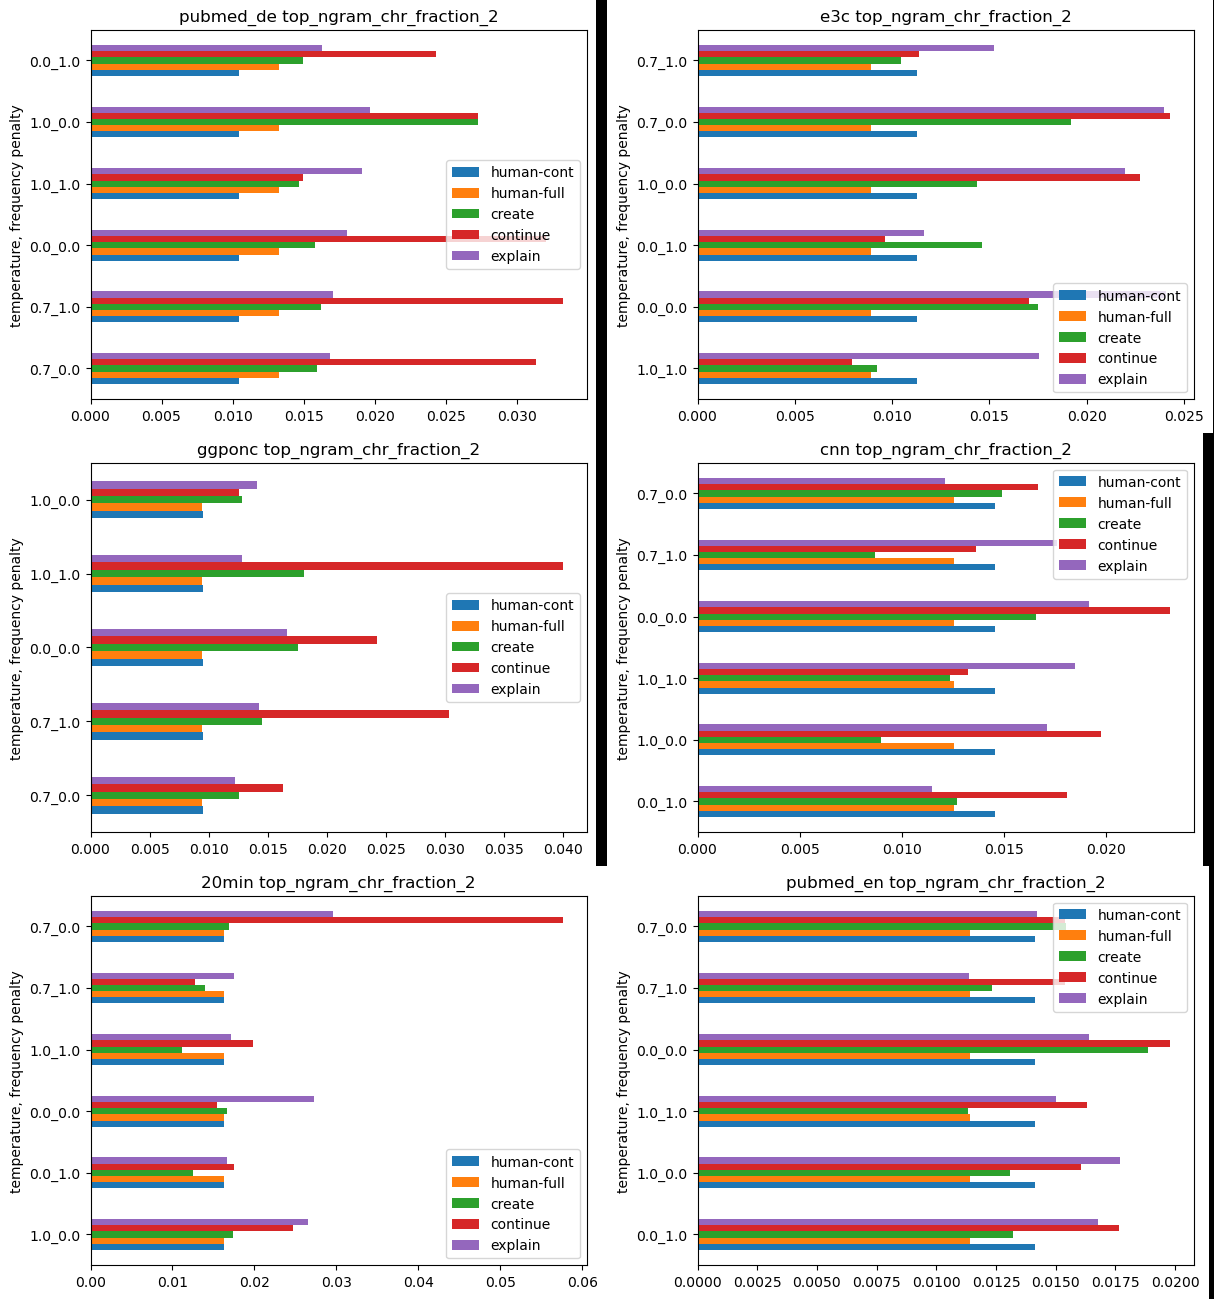 pubmed_de top_ngram_chr_fraction_2
temperature, frequency penalty
0.0_1.0
1.0_0.0
1.0_1.0
0.0_0.0
0.7_1.0
0.7_0.0
human-cont
human-full
create
continue
explain
0.000 0.005 0.010 0.015 0.020 0.025 0.030
e3c top_ngram_chr_fraction_2
temperature, frequency penalty
0.7_1.0
0.7_0.0
1.0_0.0
0.0_1.0
0.0_0.0
1.0_1.0
human-cont
human-full
create
continue
explain
0.000 0.005 0.010 0.015 0.020 0.025
ggponc top_ngram_chr_fraction_2
temperature, frequency penalty
1.0_0.0
1.0_1.0
0.0_0.0
0.7_1.0
0.7_0.0
human-cont
human-full
create
continue
explain
0.000 0.005 0.010 0.015 0.020 0.025 0.030 0.035 0.040
cnn top_ngram_chr_fraction_2
temperature, frequency penalty
0.7_0.0
0.7_1.0
0.0_0.0
1.0_1.0
1.0_0.0
0.0_1.0
human-cont
human-full
create
continue
explain
0.000 0.005 0.010 0.015 0.020
20min top_ngram_chr_fraction_2
temperature, frequency penalty
0.7_0.0
0.7_1.0
1.0_1.0
0.0_0.0
0.0_1.0
1.0_0.0
human-cont
human-full
create
continue
explain
0.00 0.01 0.02 0.03 0.04 0.05 0.06
pubmed_en top_ngram_chr_fraction_2
temperature, frequency penalty
0.7_0.0
0.7_1.0
0.0_0.0
1.0_1.0
1.0_0.0
0.0_1.0
human-cont
human-full
create
continue
explain
0.0000 0.0025 0.0050 0.0075 0.0100 0.0125 0.0150 0.0175 0.0200